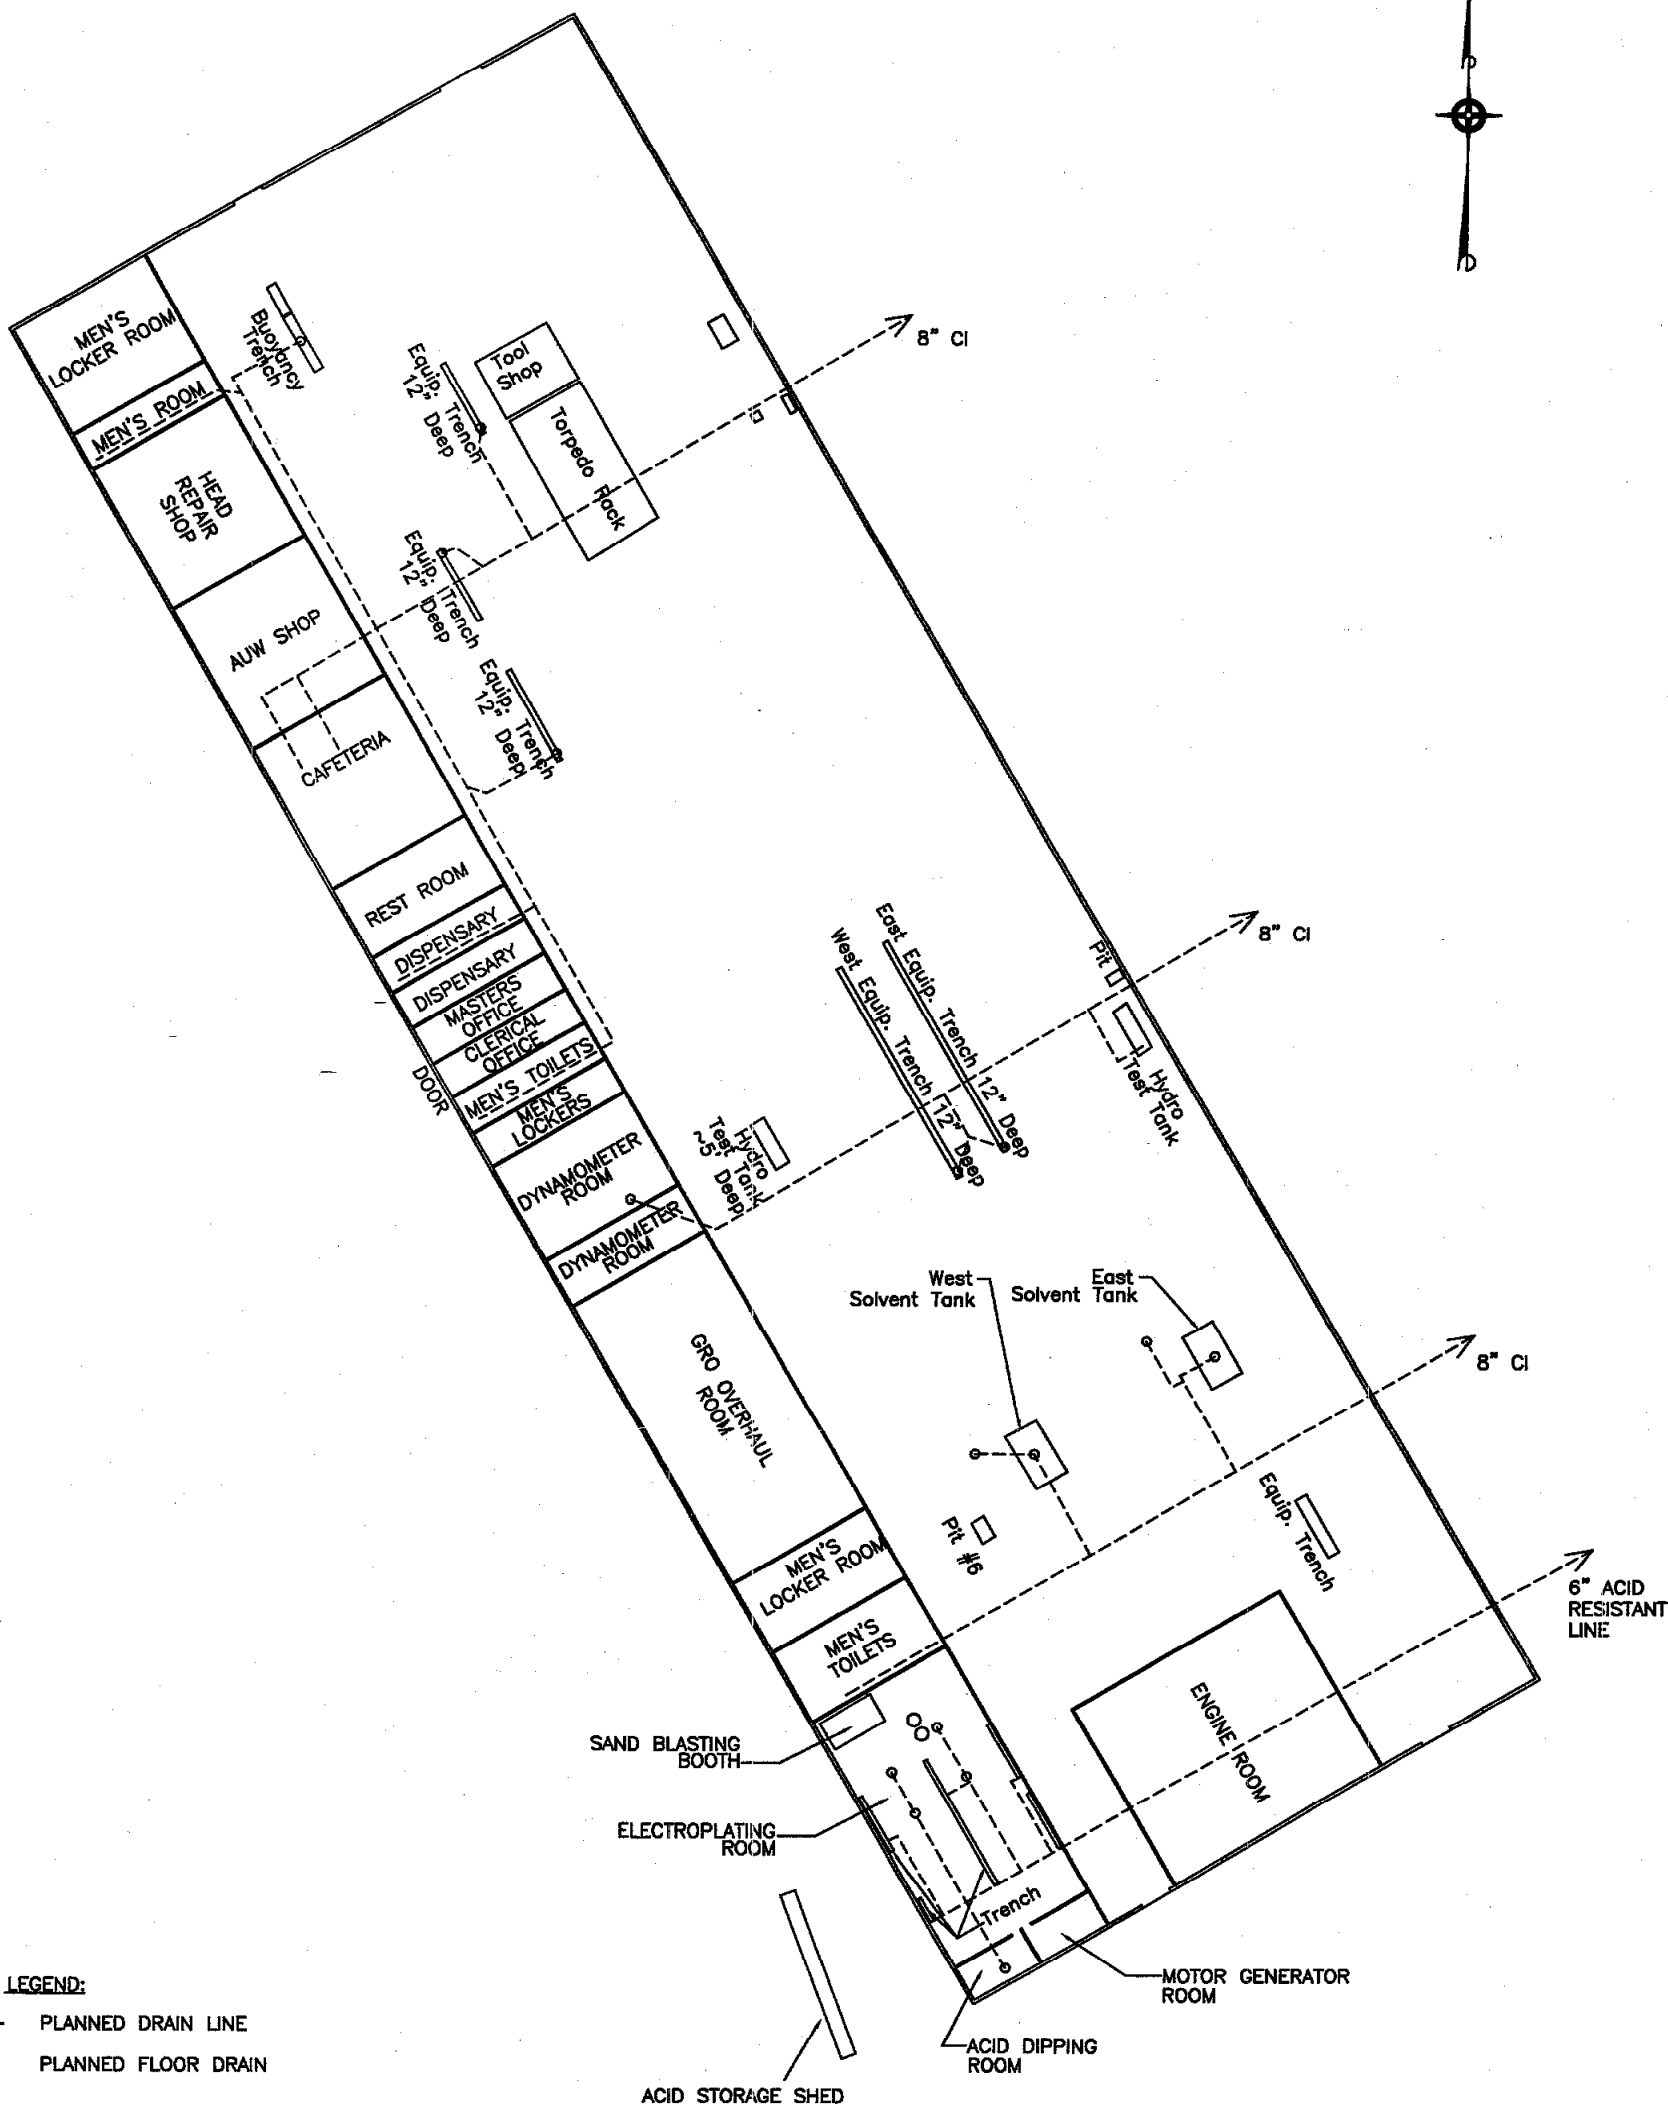 MEN'S
LOCKER ROOM
MEN'S ROOM
HEAD
REPAIR
SHOP
AUW SHOP
CAFETERIA
REST ROOM
DISPENSARY
DISPENSARY
MASTERS
OFFICE
CLERICAL
OFFICE
DOOR
MEN'S TOILETS
MEN'S
LOCKERS
DYNAMOMETER
ROOM
DYNAMOMETER
ROOM
GRO OVERHAUL
ROOM
MEN'S
LOCKER ROOM
MEN'S
TOILETS
Buoyancy
Trench
Equip. Trench
12" Deep
Tool
Shop
Torpedo Rack
8" CI
Equip. Trench
12" Deep
Equip. Trench
12" Deep
East Equip. Trench 12" Deep
West Equip. Trench 12" Deep
Pit
8" CI
Hydro
Test Tank
Hydro
Test Tank
~5' Deep
West
Solvent Tank
East
Solvent Tank
8" CI
Pit #6
Equip. Trench
6" ACID
RESISTANT
LINE
ENGINE ROOM
SAND BLASTING
BOOTH
ELECTROPLATING
ROOM
Trench
MOTOR GENERATOR
ROOM
ACID DIPPING
ROOM
ACID STORAGE SHED
LEGEND:
PLANNED DRAIN LINE
PLANNED FLOOR DRAIN